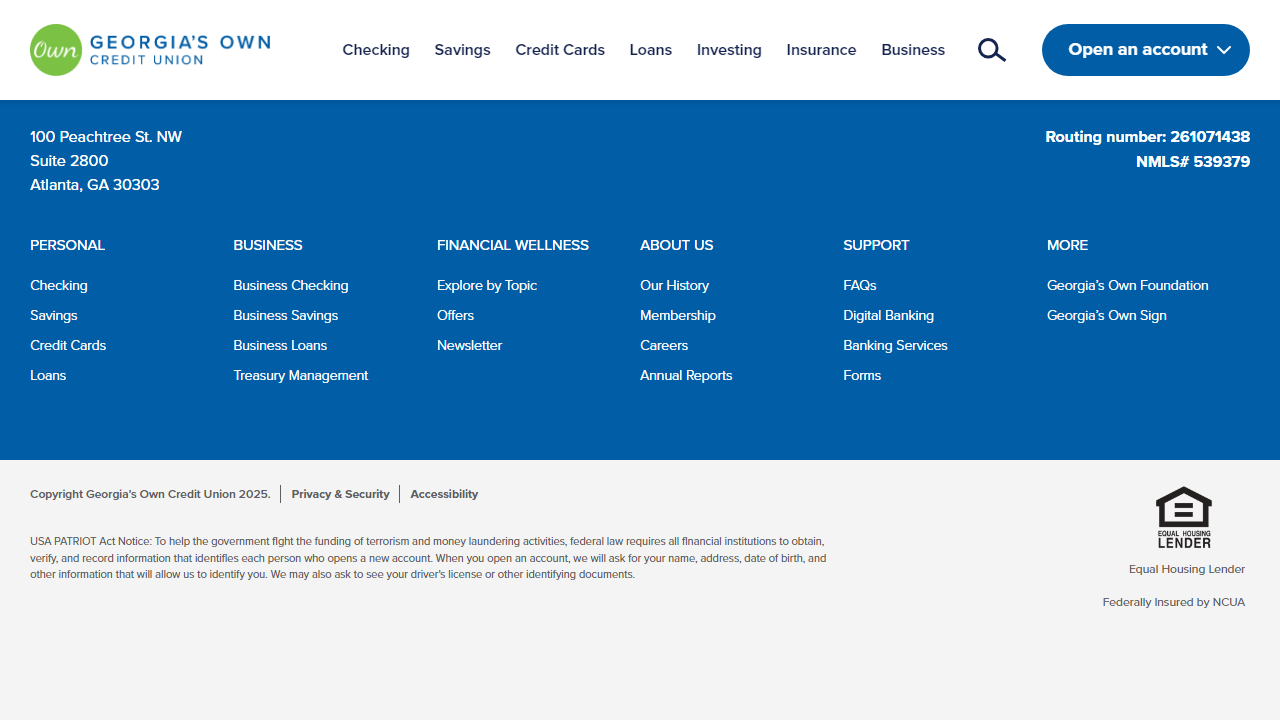 Own
GEORGIA'S OWN
CREDIT UNION
Checking
Savings
Credit Cards
Loans
Investing
Insurance
Business
Open an account
100 Peachtree St. NW
Suite 2800
Atlanta, GA 30303
Routing number: 261071438
NMLS# 539379
PERSONAL
Checking
Savings
Credit Cards
Loans
BUSINESS
Business Checking
Business Savings
Business Loans
Treasury Management
FINANCIAL WELLNESS
Explore by Topic
Offers
Newsletter
ABOUT US
Our History
Membership
Careers
Annual Reports
SUPPORT
FAQs
Digital Banking
Banking Services
Forms
MORE
Georgia’s Own Foundation
Georgia’s Own Sign
Copyright Georgia's Own Credit Union 2025.
Privacy & Security
Accessibility
USA PATRIOT Act Notice: To help the government fight the funding of terrorism and money laundering activities, federal law requires all financial institutions to obtain,
verify, and record information that identifies each person who opens a new account. When you open an account, we will ask for your name, address, date of birth, and
other information that will allow us to identify you. We may also ask to see your driver's license or other identifying documents.
EQUAL HOUSING
LENDER
Equal Housing Lender
Federally Insured by NCUA